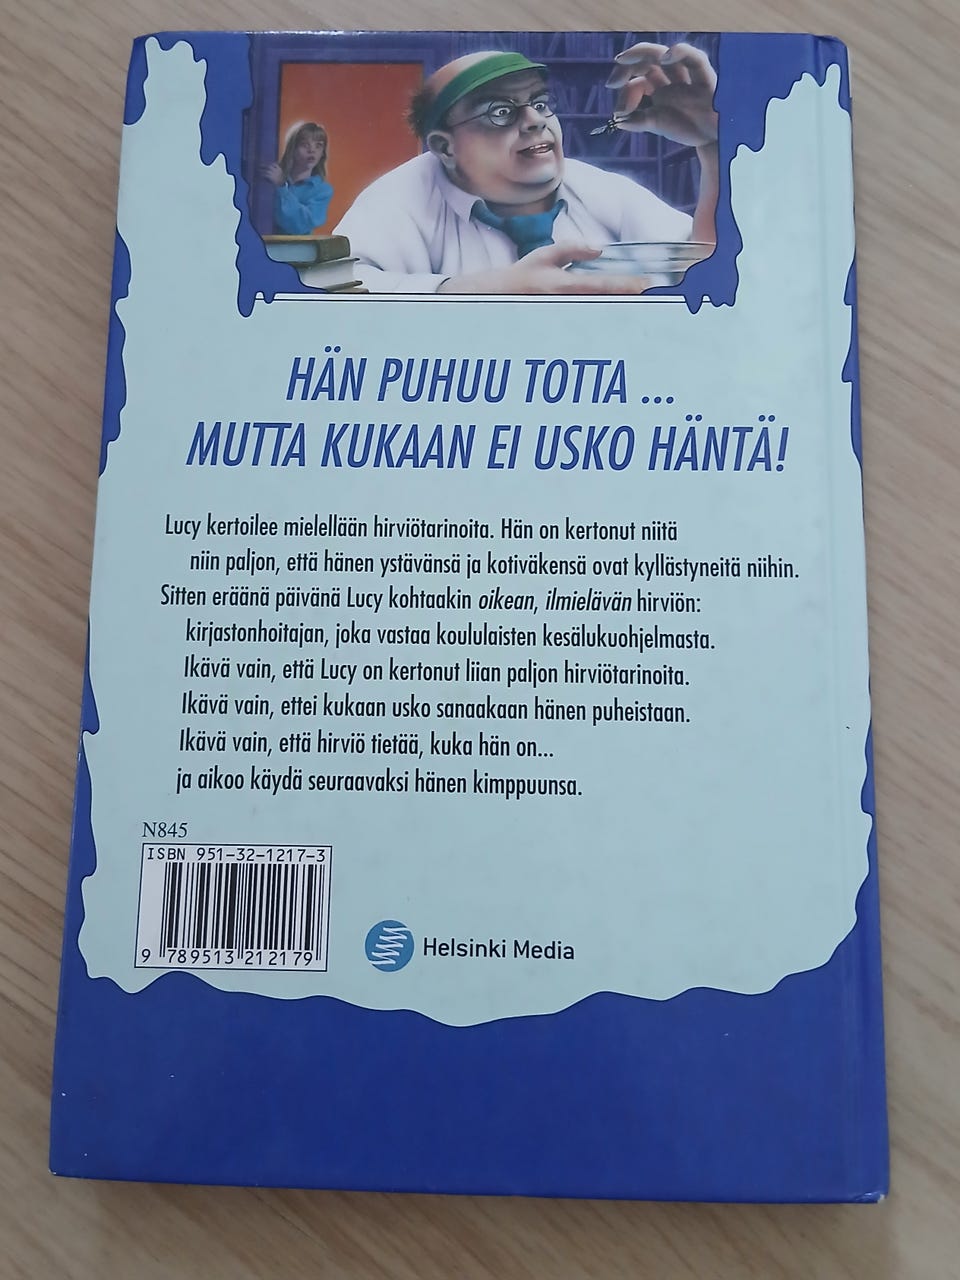 HÄN PUHUU TOTTA ...
MUTTA KUKAAN EI USKO HÄNTÄ!
Lucy kertoilee mielellään hirviötarinoita. Hän on kertonut niitä
niin paljon, että hänen ystävänsä ja kotiväkensä ovat kyllästyneitä niihin.
Sitten eräänä päivänä Lucy kohtaakin oikean, ilmielävän hirviön:
kirjastonhoitajan, joka vastaa koululaisten kesälukuohjelmasta.
Ikävä vain, että Lucy on kertonut liian paljon hirviötarinoita.
Ikävä vain, ettei kukaan usko sanaakaan hänen puheistaan.
Ikävä vain, että hirviö tietää, kuka hän on...
ja aikoo käydä seuraavaksi hänen kimppuunsa.
N845
ISBN 951-32-1217-3
9 789513 212179
Helsinki Media